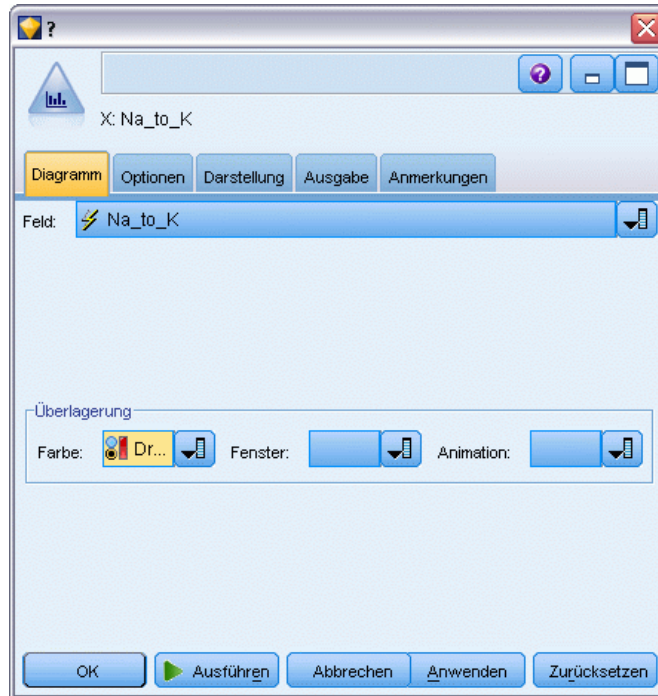 ?
X: Na_to_K
Diagramm Optionen Darstellung Ausgabe Anmerkungen
Feld: Na_to_K
Überlagerung
Farbe: Dr... Fenster: Animation:
OK Ausführen Abbrechen Anwenden Zurücksetzen